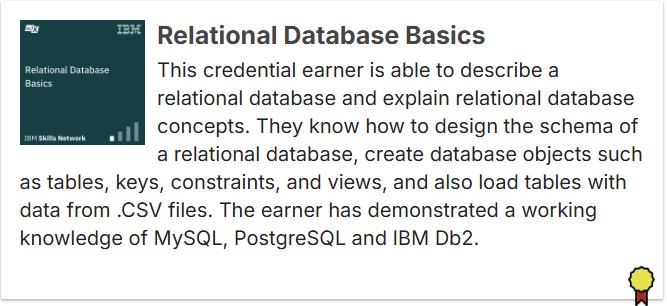 IBM
Relational Database
Basics
IBM Skills Network
Relational Database Basics
This credential earner is able to describe a
relational database and explain relational database
concepts. They know how to design the schema of
a relational database, create database objects such
as tables, keys, constraints, and views, and also load tables with
data from .CSV files. The earner has demonstrated a working
knowledge of MySQL, PostgreSQL and IBM Db2.